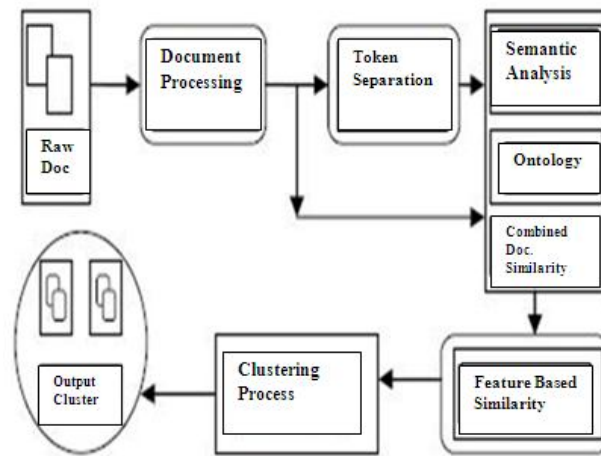 Raw
Doc
Document
Processing
Token
Separation
Semantic
Analysis
Ontology
Combined
Doc.
Similarity
Feature Based
Similarity
Clustering
Process
Output
Cluster